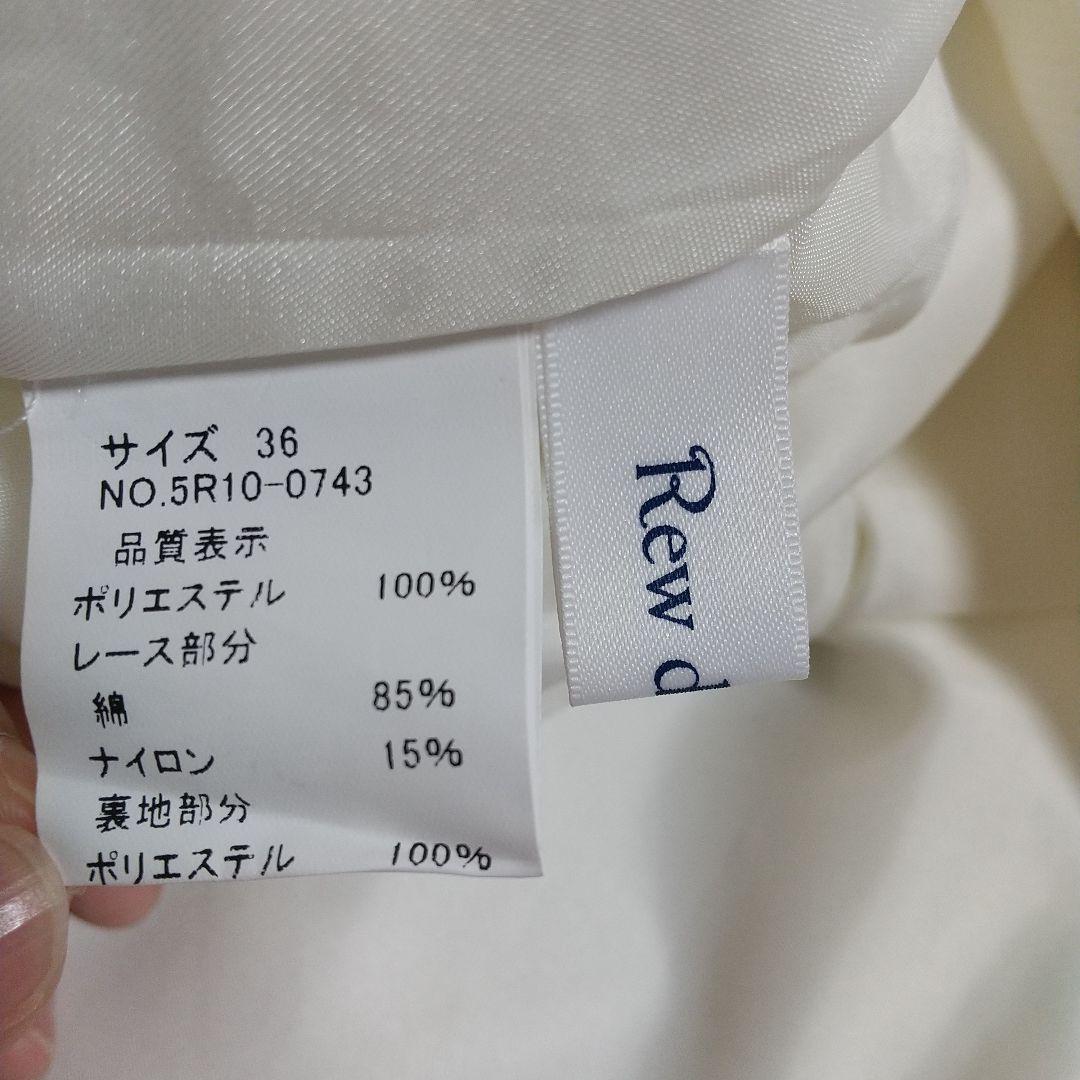 サイズ 36
NO.5R10-0743
品質表示
ポリエステル 100%
レース部分
綿 85%
ナイロン 15%
裏地部分
ポリエステル 100%
Rew d